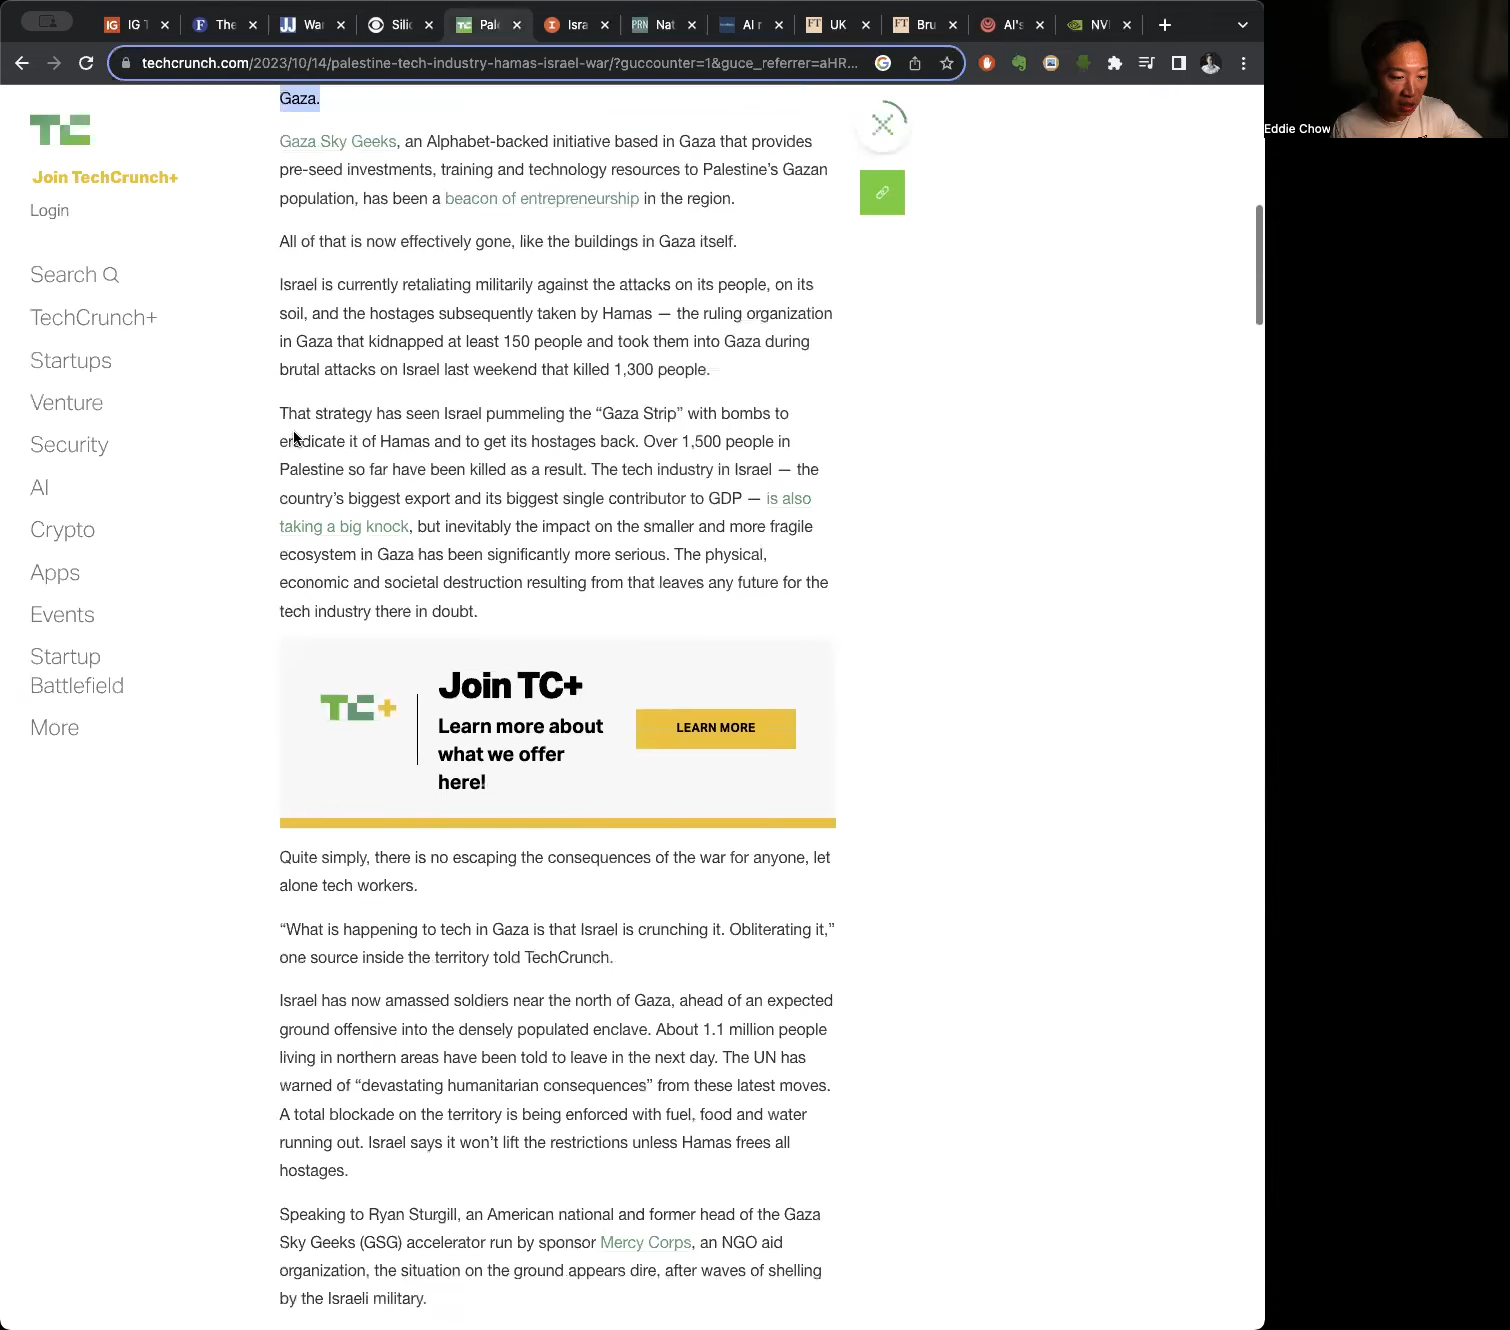 IG T
The
Wa
Sili
Pal
Isra
PRN Nat
AI r
FT UK
FT Bru
AI's
NVI
techcrunch.com/2023/10/14/palestine-tech-industry-hamas-israel-war/?guccounter=1&guce_referrer=aHR...
Eddie Chow
TC
Join TechCrunch+
Login
Search
TechCrunch+
Startups
Venture
Security
AI
Crypto
Apps
Events
Startup
Battlefield
More
Gaza.
Gaza Sky Geeks, an Alphabet-backed initiative based in Gaza that provides
pre-seed investments, training and technology resources to Palestine’s Gazan
population, has been a beacon of entrepreneurship in the region.
All of that is now effectively gone, like the buildings in Gaza itself.
Israel is currently retaliating militarily against the attacks on its people, on its
soil, and the hostages subsequently taken by Hamas — the ruling organization
in Gaza that kidnapped at least 150 people and took them into Gaza during
brutal attacks on Israel last weekend that killed 1,300 people.
That strategy has seen Israel pummeling the “Gaza Strip” with bombs to
eradicate it of Hamas and to get its hostages back. Over 1,500 people in
Palestine so far have been killed as a result. The tech industry in Israel — the
country’s biggest export and its biggest single contributor to GDP — is also
taking a big knock, but inevitably the impact on the smaller and more fragile
ecosystem in Gaza has been significantly more serious. The physical,
economic and societal destruction resulting from that leaves any future for the
tech industry there in doubt.
TC+
Join TC+
Learn more about
what we offer
here!
LEARN MORE
Quite simply, there is no escaping the consequences of the war for anyone, let
alone tech workers.
“What is happening to tech in Gaza is that Israel is crunching it. Obliterating it,”
one source inside the territory told TechCrunch.
Israel has now amassed soldiers near the north of Gaza, ahead of an expected
ground offensive into the densely populated enclave. About 1.1 million people
living in northern areas have been told to leave in the next day. The UN has
warned of “devastating humanitarian consequences” from these latest moves.
A total blockade on the territory is being enforced with fuel, food and water
running out. Israel says it won’t lift the restrictions unless Hamas frees all
hostages.
Speaking to Ryan Sturgill, an American national and former head of the Gaza
Sky Geeks (GSG) accelerator run by sponsor Mercy Corps, an NGO aid
organization, the situation on the ground appears dire, after waves of shelling
by the Israeli military.